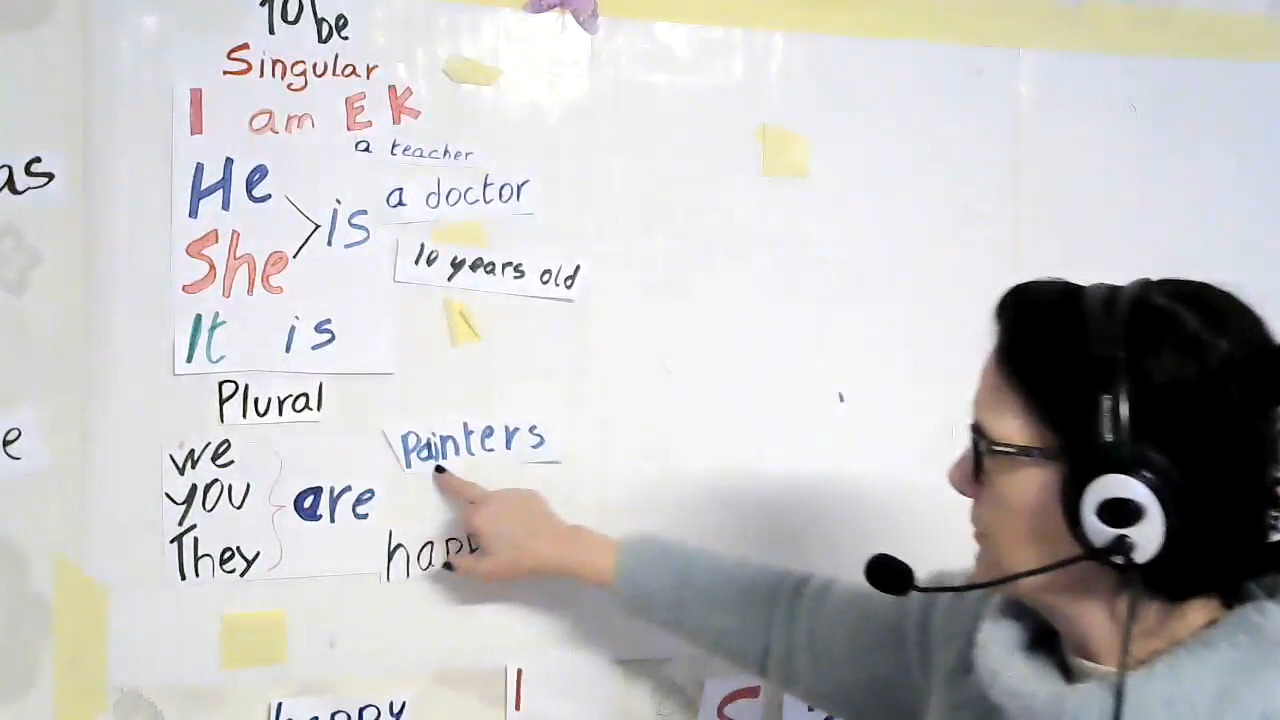 To be
Singular
I am E K
a teacher
as
He
She
is
a doctor
10 years old
It is
Plural
we
you
They
are
Painters
happy
I